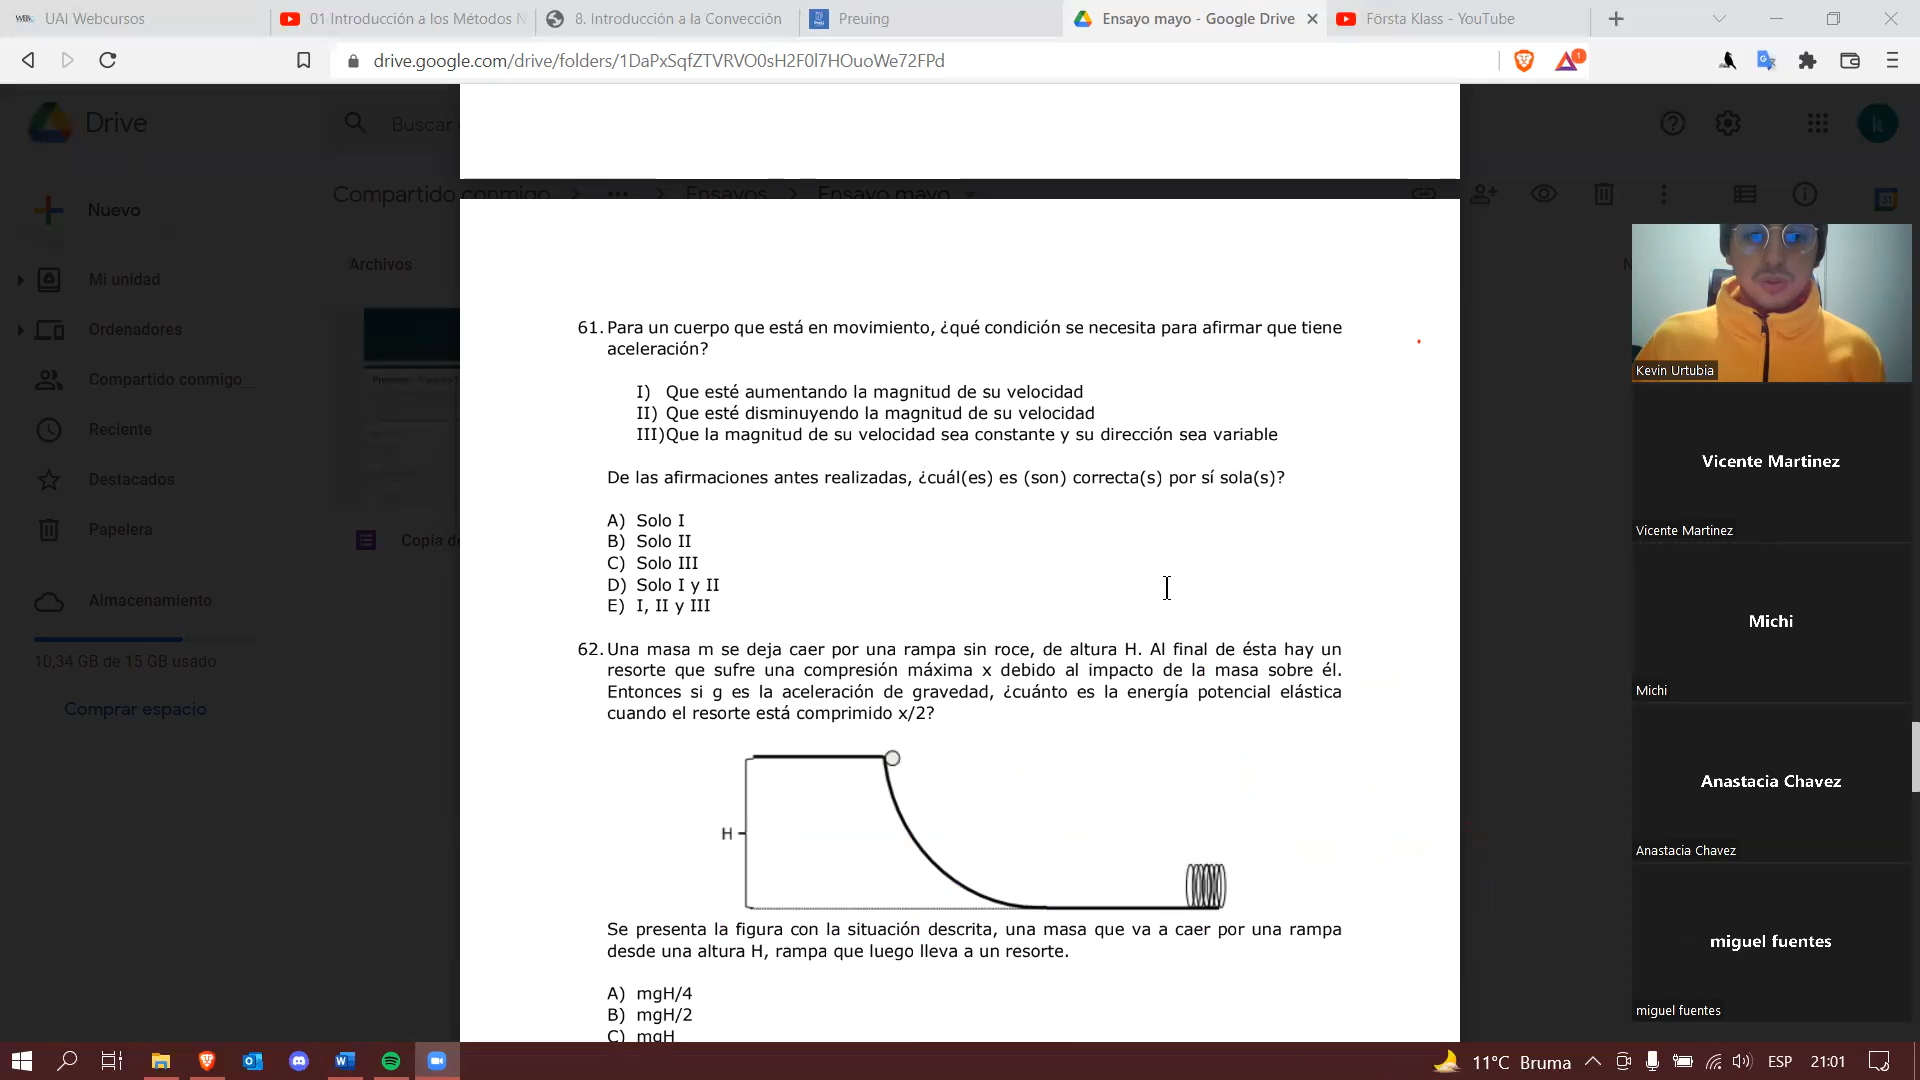 UAI Webcursos
01 Introducción a los Métodos N
8. Introducción a la Convección
Preuing
Ensayo mayo - Google Drive
Första Klass - YouTube
drive.google.com/drive/folders/1DaPxSqfZTVRVO0sH2F0l7HOuoWe72FPd
1
Drive
Buscar
Compartido conmigo
Ensayos
Ensayo mayo
Nuevo
Archivos
Mi unidad
Ordenadores
Compartido conmigo
Reciente
Destacados
Papelera
Copia de
Almacenamiento
10,34 GB de 15 GB usado
Comprar espacio
61. Para un cuerpo que está en movimiento, ¿qué condición se necesita para afirmar que tiene
aceleración?
I) Que esté aumentando la magnitud de su velocidad
II) Que esté disminuyendo la magnitud de su velocidad
III)Que la magnitud de su velocidad sea constante y su dirección sea variable
De las afirmaciones antes realizadas, ¿cuál(es) es (son) correcta(s) por sí sola(s)?
A) Solo I
B) Solo II
C) Solo III
D) Solo I y II
E) I, II y III
62. Una masa m se deja caer por una rampa sin roce, de altura H. Al final de ésta hay un
resorte que sufre una compresión máxima x debido al impacto de la masa sobre él.
Entonces si g es la aceleración de gravedad, ¿cuánto es la energía potencial elástica
cuando el resorte está comprimido x/2?
H
Se presenta la figura con la situación descrita, una masa que va a caer por una rampa
desde una altura H, rampa que luego lleva a un resorte.
A) mgH/4
B) mgH/2
C) mgH
Kevin Urtubia
Vicente Martinez
Vicente Martinez
Michi
Michi
Anastacia Chavez
Anastacia Chavez
miguel fuentes
miguel fuentes
11°C Bruma
ESP
21:01